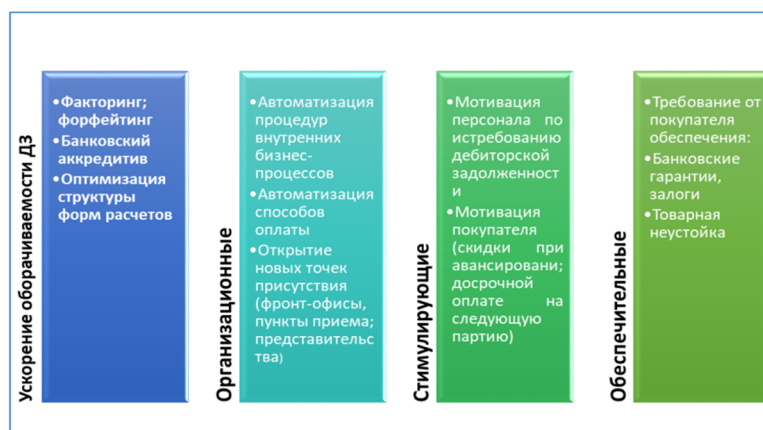 Ускорение оборачиваемости ДЗ
•Факторинг;
форфейтинг
•Банковский
аккредитив
•Оптимизация
структуры
форм расчетов
Организационные
•Автоматизация
процедур
внутренних
бизнес-
процессов
•Автоматизация
способов
оплаты
•Открытие
новых точек
присутствия
(фронт-офисы,
пункты приема;
представительс
тва)
Стимулирующие
•Мотивация
персонала по
истребованию
дебиторской
задолженност
и
•Мотивация
покупателя
(скидки при
авансировани;
досрочной
оплате на
следующую
партию)
Обеспечительные
•Требование от
покупателя
обеспечения:
•Банковские
гарантии,
залоги
•Товарная
неустойка